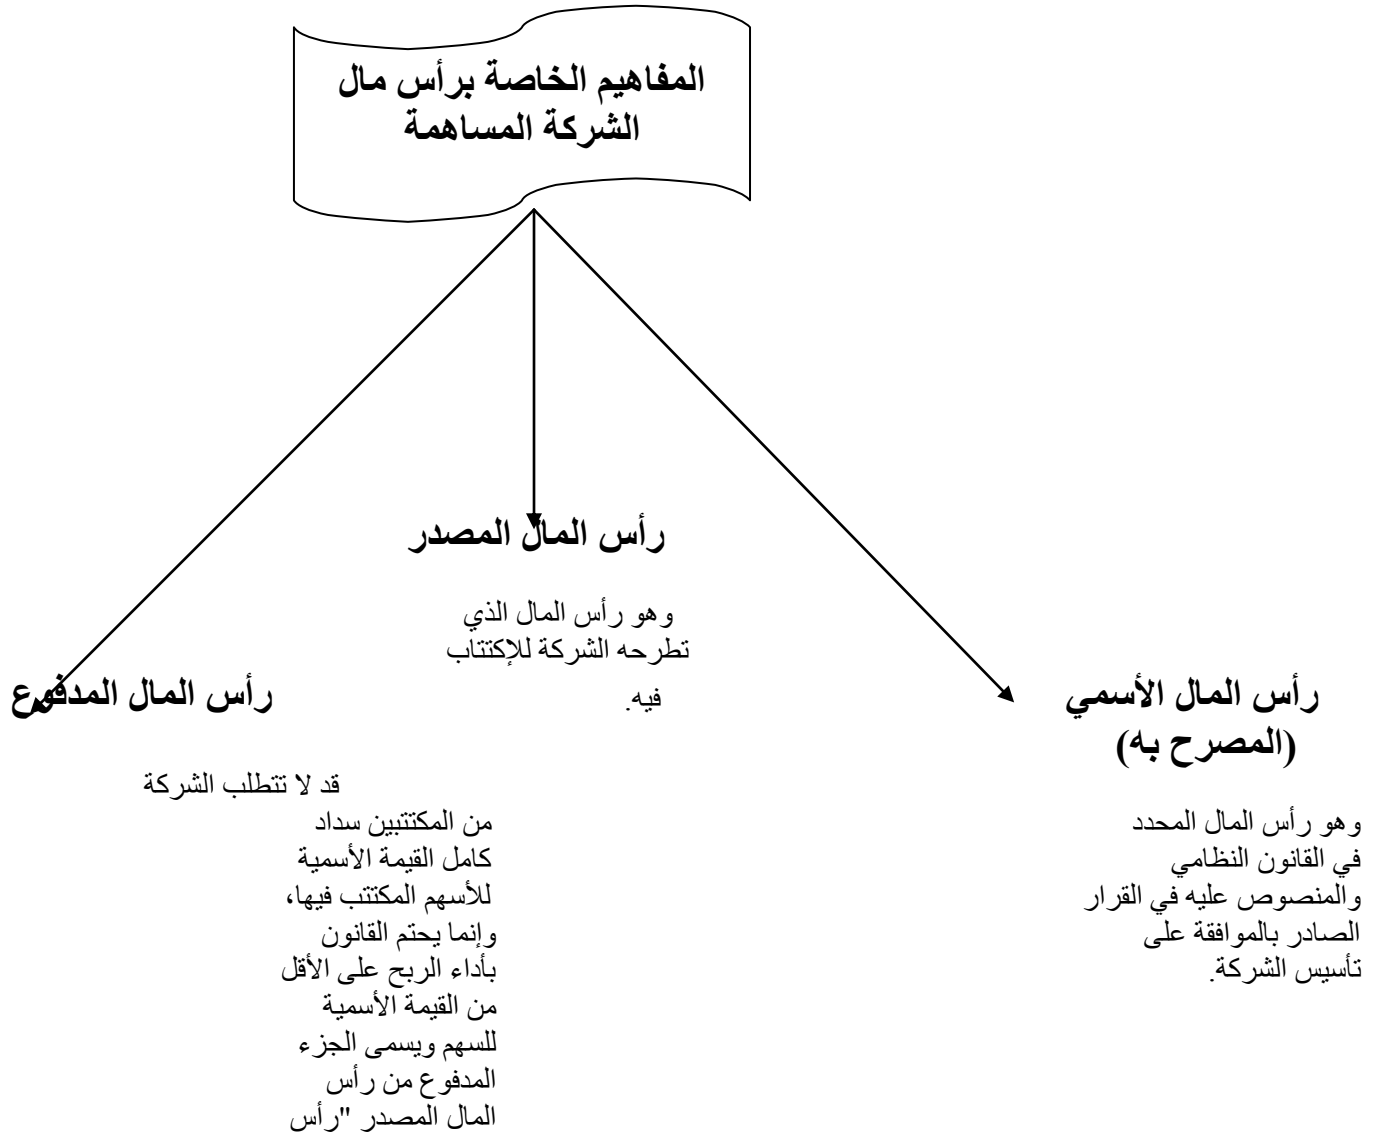 المفاهيم الخاصة برأس مال
الشركة المساهمة
رأس المال الأسمي
(المصرح به)
وهو رأس المال المحدد
في القانون النظامي
والمنصوص عليه في القرار
الصادر بالموافقة على
تأسيس الشركة.
رأس المال المصدر
وهو رأس المال الذي
تطرحه الشركة للإكتتاب
فيه.
رأس المال المدفوع
قد لا تتطلب الشركة
من المكتتبين سداد
كامل القيمة الأسمية
للأسهم المكتتب فيها،
وإنما يحتم القانون
بأداء الربح على الأقل
من القيمة الأسمية
للسهم ويسمى الجزء
المدفوع من رأس
المال المصدر "رأس